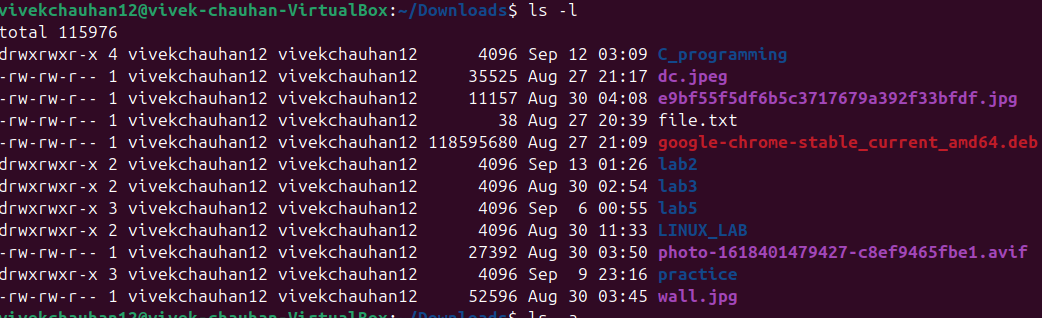 vivekchauhan12@vivek-chauhan-VirtualBox:~/Downloads$ ls -l
total 115976
drwxrwxr-x 4 vivekchauhan12 vivekchauhan12      4096 Sep 12 03:09 C_programming
-rw-rw-r-- 1 vivekchauhan12 vivekchauhan12     35525 Aug 27 21:17 dc.jpeg
-rw-rw-r-- 1 vivekchauhan12 vivekchauhan12     11157 Aug 30 04:08 e9bf55f5df6b5c3717679a392f33bfdf.jpg
-rw-rw-r-- 1 vivekchauhan12 vivekchauhan12        38 Aug 27 20:39 file.txt
-rw-rw-r-- 1 vivekchauhan12 vivekchauhan12 118595680 Aug 27 21:09 google-chrome-stable_current_amd64.deb
drwxrwxr-x 2 vivekchauhan12 vivekchauhan12      4096 Sep 13 01:26 lab2
drwxrwxr-x 2 vivekchauhan12 vivekchauhan12      4096 Aug 30 02:54 lab3
drwxrwxr-x 3 vivekchauhan12 vivekchauhan12      4096 Sep  6 00:55 lab5
drwxrwxr-x 2 vivekchauhan12 vivekchauhan12      4096 Aug 30 11:33 LINUX_LAB
-rw-rw-r-- 1 vivekchauhan12 vivekchauhan12     27392 Aug 30 03:50 photo-1618401479427-c8ef9465fbe1.avif
drwxrwxr-x 3 vivekchauhan12 vivekchauhan12      4096 Sep  9 23:16 practice
-rw-rw-r-- 1 vivekchauhan12 vivekchauhan12     52596 Aug 30 03:45 wall.jpg
vivekchauhan12@vivek-chauhan-VirtualBox:~/Downloads$ ls